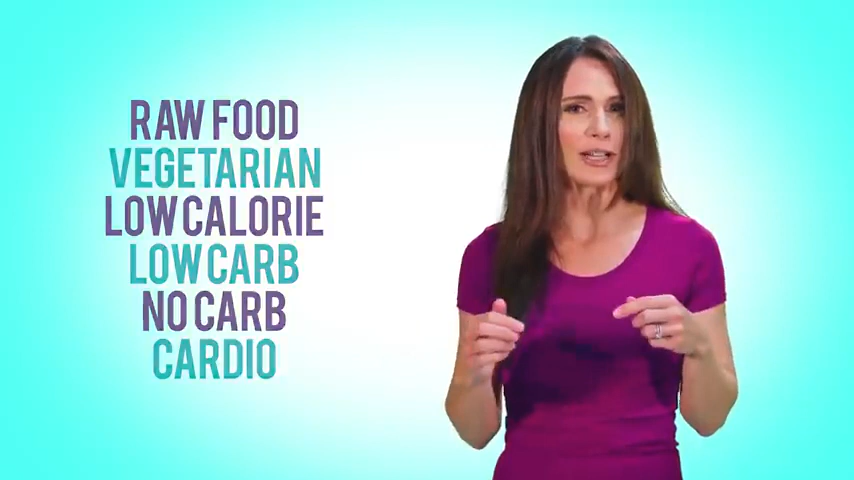 RAW FOOD
VEGETARIAN
LOW CALORIE
LOW CARB
NO CARB
CARDIO